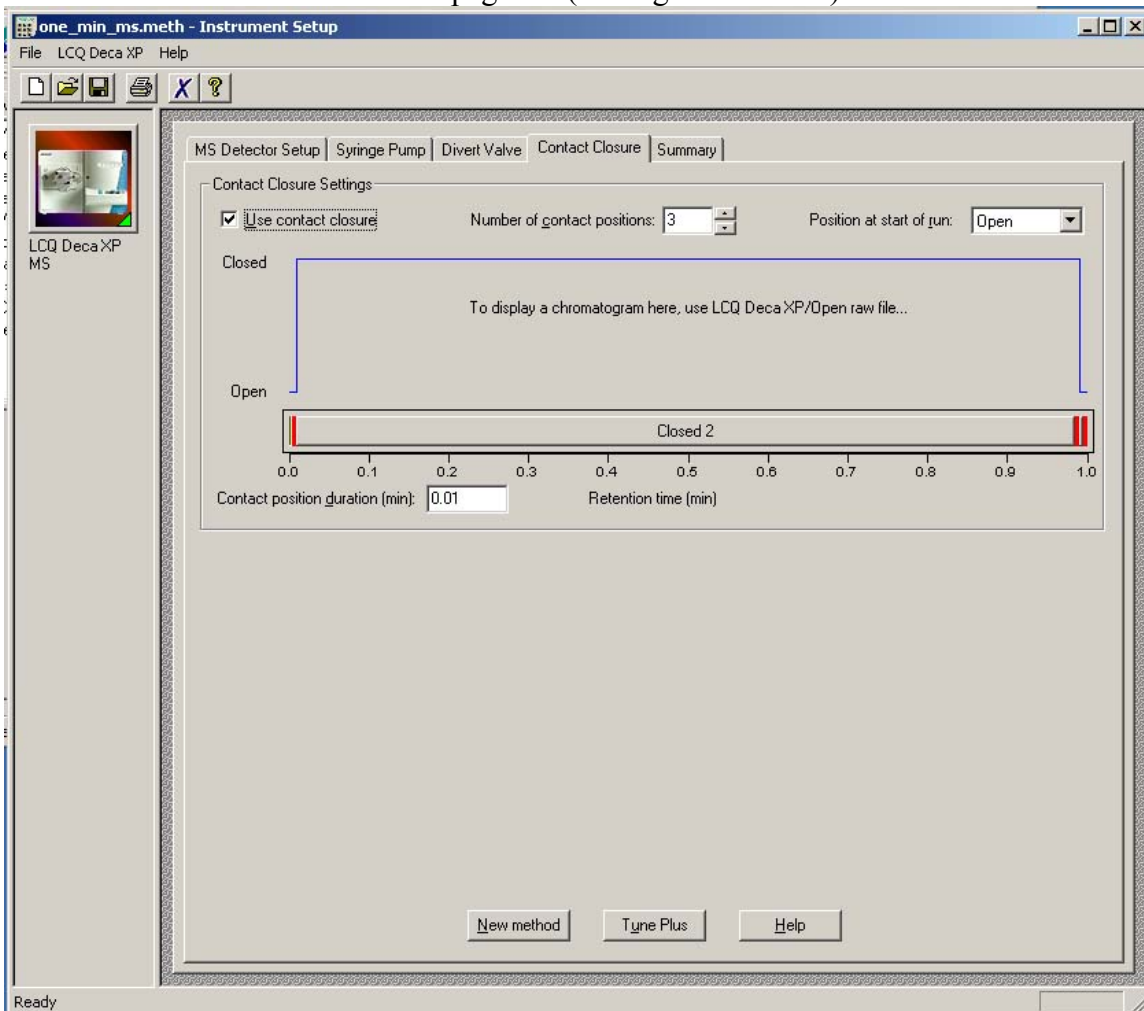 one_min_ms.meth - Instrument Setup
File LCQ Deca XP Help
MS Detector Setup Syringe Pump Divert Valve Contact Closure Summary
Contact Closure Settings
Use contact closure Number of contact positions: 3 Position at start of run: Open
LCQ Deca XP
MS
Closed
To display a chromatogram here, use LCQ Deca XP/Open raw file...
Open
Closed 2
0.0 0.1 0.2 0.3 0.4 0.5 0.6 0.7 0.8 0.9 1.0
Contact position duration (min): 0.01 Retention time (min)
New method Tune Plus Help
Ready